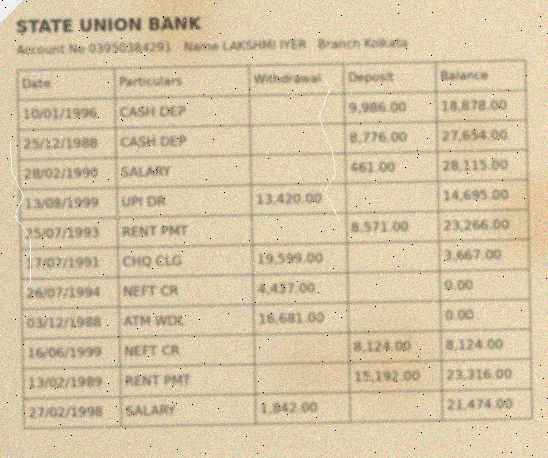 STATE UNION BANK
Account No 03950384291 Name LAKSHMI IYER Branch Kolkata
Date Particulars Withdrawal Deposit Balance
10/01/1996 CASH DEP 9,986.00 18,878.00
25/12/1988 CASH DEP 8,776.00 27,654.00
28/02/1990 SALARY 461.00 28,115.00
13/08/1999 UPI DR 13,420.00 14,695.00
25/07/1993 RENT PMT 8,571.00 23,266.00
17/07/1991 CHQ CLG 19,599.00 3,667.00
26/07/1994 NEFT CR 4,437.00 0.00
03/12/1988 ATM WDL 16,681.00 0.00
16/06/1999 NEFT CR 8,124.00 8,124.00
13/02/1989 RENT PMT 15,192.00 23,316.00
27/02/1998 SALARY 1,842.00 21,474.00